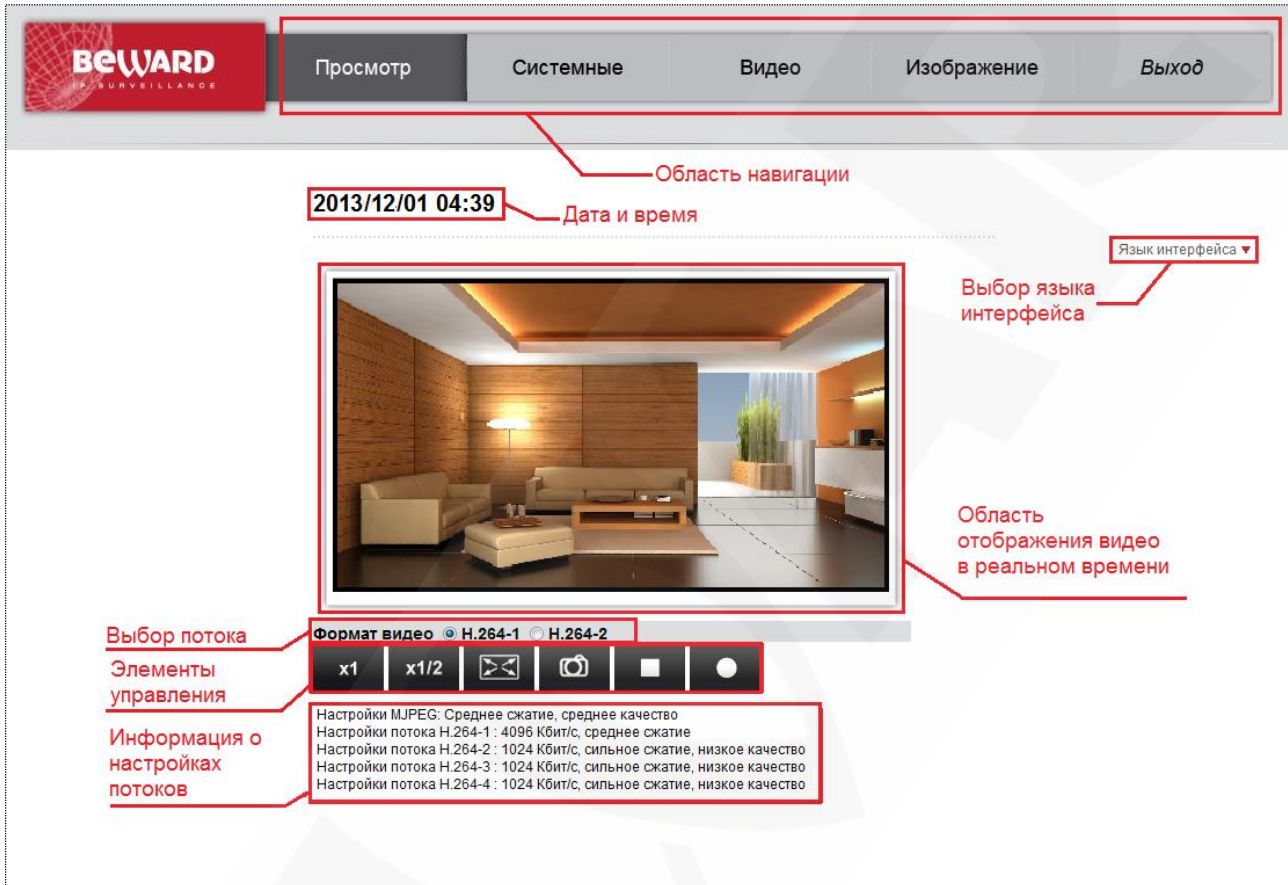 BEWARD
IP SURVEILLANCE
Просмотр
Системные
Видео
Изображение
Выход
Область навигации
2013/12/01 04:39
Дата и время
Язык интерфейса
Выбор языка
интерфейса
Область
отображения видео
в реальном времени
Выбор потока
Формат видео H.264-1 H.264-2
Элементы
управления
x1
x1/2
Информация о
настройках
потоков
Настройки MJPEG: Среднее сжатие, среднее качество
Настройки потока H.264-1 : 4096 Кбит/с, среднее сжатие
Настройки потока H.264-2 : 1024 Кбит/с, сильное сжатие, низкое качество
Настройки потока H.264-3 : 1024 Кбит/с, сильное сжатие, низкое качество
Настройки потока H.264-4 : 1024 Кбит/с, сильное сжатие, низкое качество